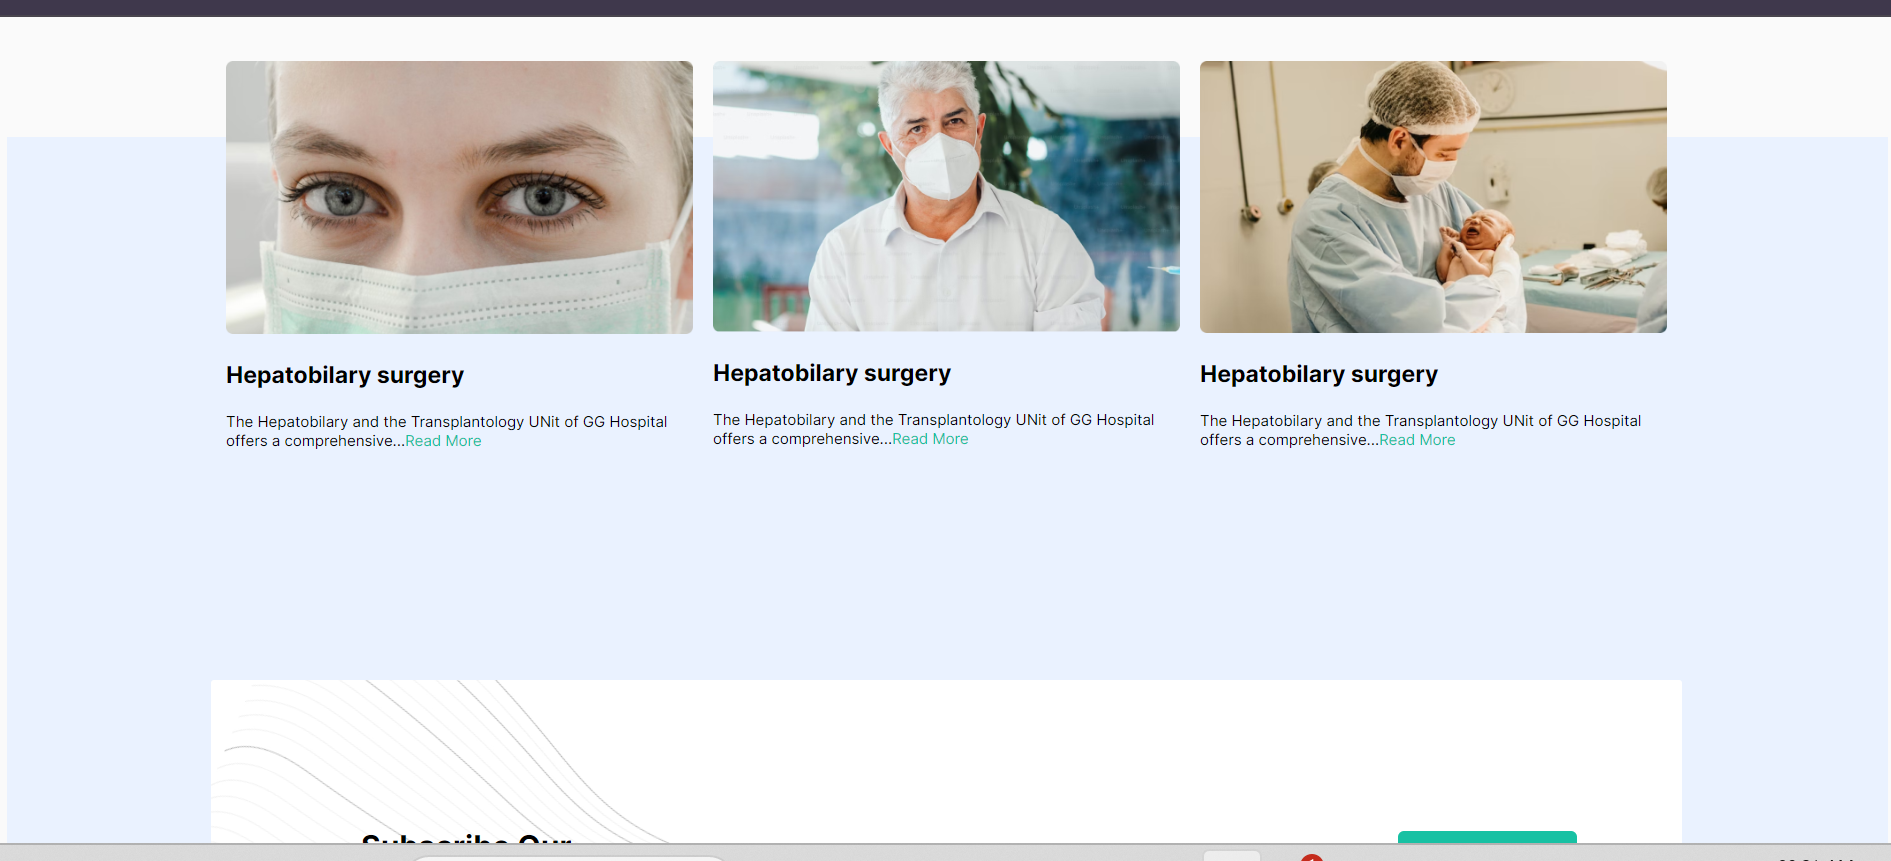 Hepatobilary surgery
The Hepatobilary and the Transplantology UNit of GG Hospital
offers a comprehensive...Read More
Hepatobilary surgery
The Hepatobilary and the Transplantology UNit of GG Hospital
offers a comprehensive...Read More
Hepatobilary surgery
The Hepatobilary and the Transplantology UNit of GG Hospital
offers a comprehensive...Read More
Subscribe Our